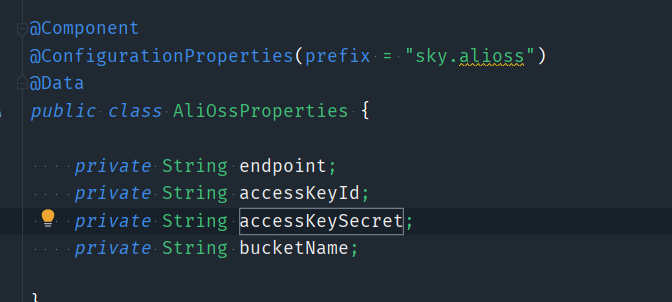 @Component
@ConfigurationProperties(prefix = "sky.alioss")
@Data
public class AliOssProperties {
private String endpoint;
private String accessKeyId;
private String accessKeySecret;
private String bucketName;
}